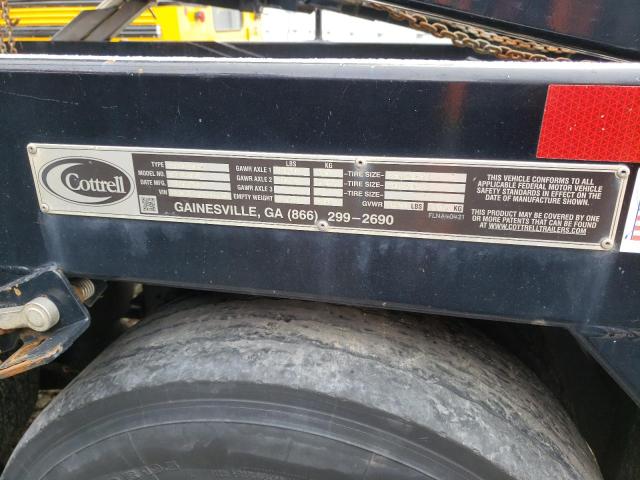 Cottrell
TYPE
MODEL NO.
DATE MFG.
VIN
LBS KG
GAWR AXLE 1
GAWR AXLE 2
GAWR AXLE 3
EMPTY WEIGHT
-TIRE SIZE-
-TIRE SIZE-
-TIRE SIZE-
GVWR LBS KG
GAINESVILLE, GA (866) 299-2690
THIS VEHICLE CONFORMS TO ALL
APPLICABLE FEDERAL MOTOR VEHICLE
SAFETY STANDARDS IN EFFECT ON THE
DATE OF MANUFACTURE SHOWN ABOVE.
THIS PRODUCT MAY BE COVERED BY ONE
OR MORE PATENTS THAT CAN BE FOUND
AT WWW.COTTRELLTRAILERS.COM